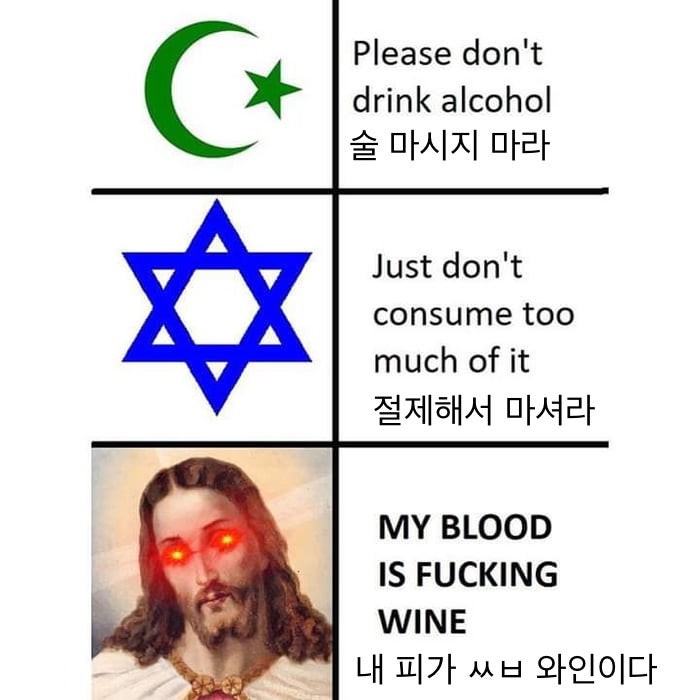 Please don't
drink alcohol
술 마시지 마라
Just don't
consume too
much of it
절제해서 마셔라
MY BLOOD
IS FUCKING
WINE
내 피가 ㅆㅂ 와인이다